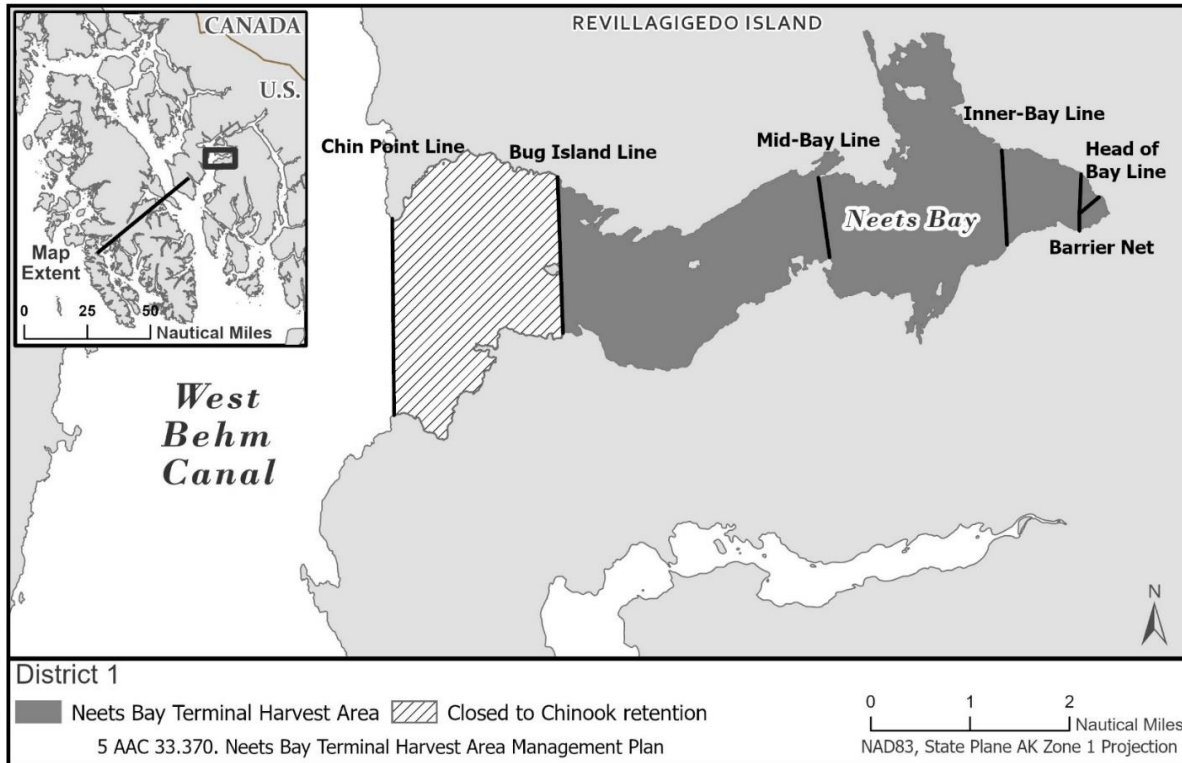 REVILLAGIGEDO ISLAND
CANADA
U.S.
Map
Extent
0 25 50
Nautical Miles
Chin Point Line
Bug Island Line
Mid-Bay Line
Inner-Bay Line
Head of
Bay Line
Neets Bay
Barrier Net
West
Behm
Canal
N
District 1
Neets Bay Terminal Harvest Area
Closed to Chinook retention
5 AAC 33.370. Neets Bay Terminal Harvest Area Management Plan
0 1 2
Nautical Miles
NAD83, State Plane AK Zone 1 Projection